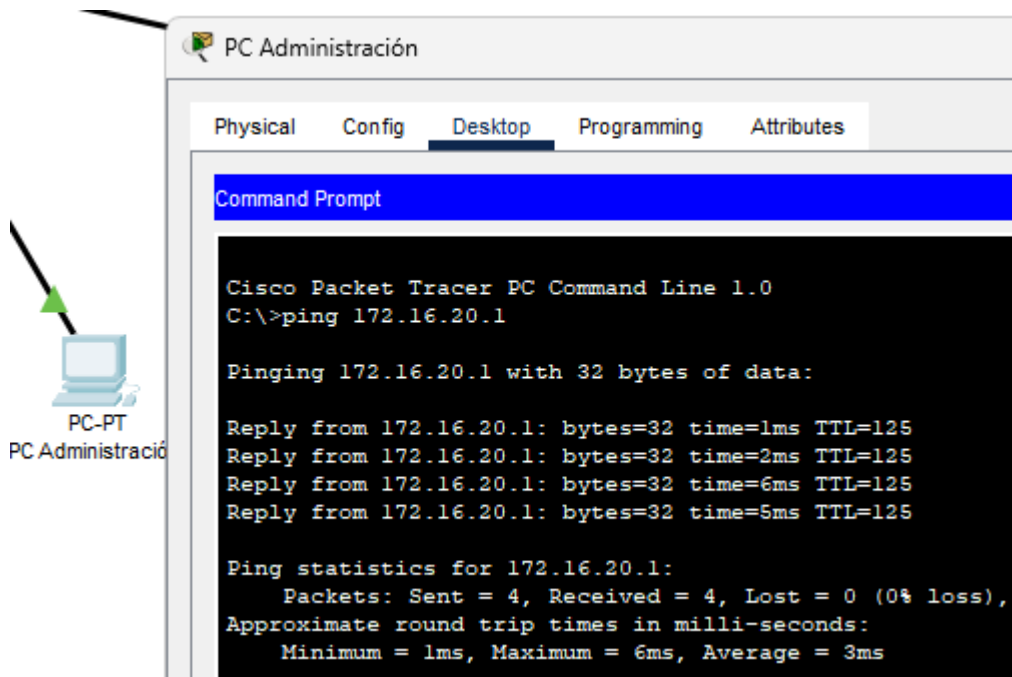 PC Administración
Physical Config Desktop Programming Attributes
Command Prompt
Cisco Packet Tracer PC Command Line 1.0
C:\>ping 172.16.20.1
Pinging 172.16.20.1 with 32 bytes of data:
Reply from 172.16.20.1: bytes=32 time=1ms TTL=125
Reply from 172.16.20.1: bytes=32 time=2ms TTL=125
Reply from 172.16.20.1: bytes=32 time=6ms TTL=125
Reply from 172.16.20.1: bytes=32 time=5ms TTL=125
Ping statistics for 172.16.20.1:
Packets: Sent = 4, Received = 4, Lost = 0 (0% loss),
Approximate round trip times in milli-seconds:
Minimum = 1ms, Maximum = 6ms, Average = 3ms
PC-PT
PC Administració